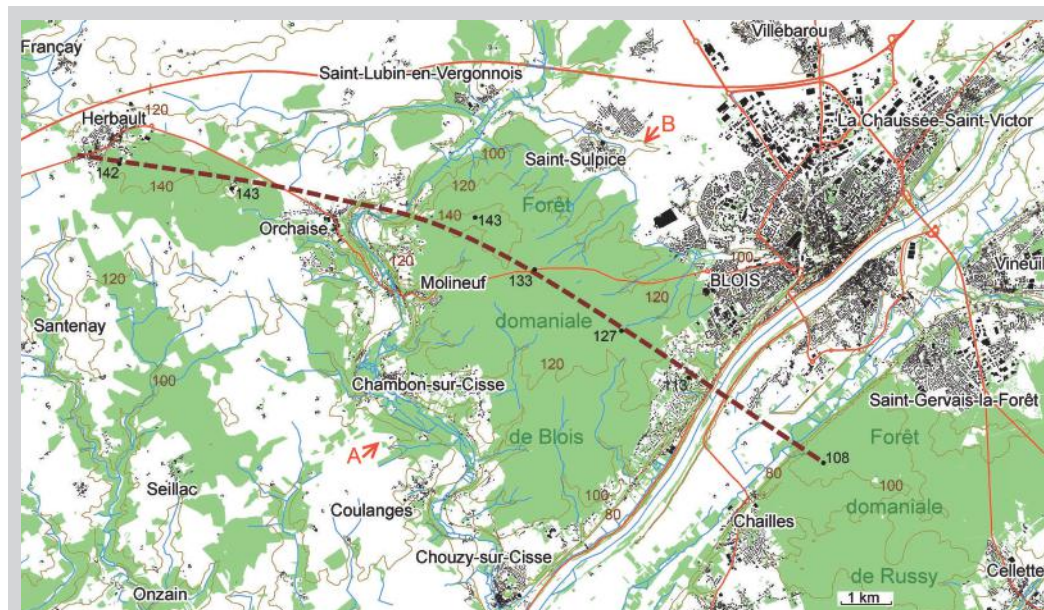 Françay
Villebarou
Saint-Lubin-en-Vergonnois
120
Herbault
La Chaussée-Saint-Victor
B
100
Saint-Sulpice
142
140
143
120
Forêt
140
143
Orchaise
100
120
Vineuil
Molineuf
BLOIS
133
120
120
Santenay
domaniale
127
100
120
113
Chambon-sur-Cisse
Saint-Gervais-la-Forêt
Forêt
A
de Blois
108
80
Seillac
100
100
Coulanges
80
domaniale
Chailles
Chouzy-sur-Cisse
de Russy
Cellette
Onzain
1 km